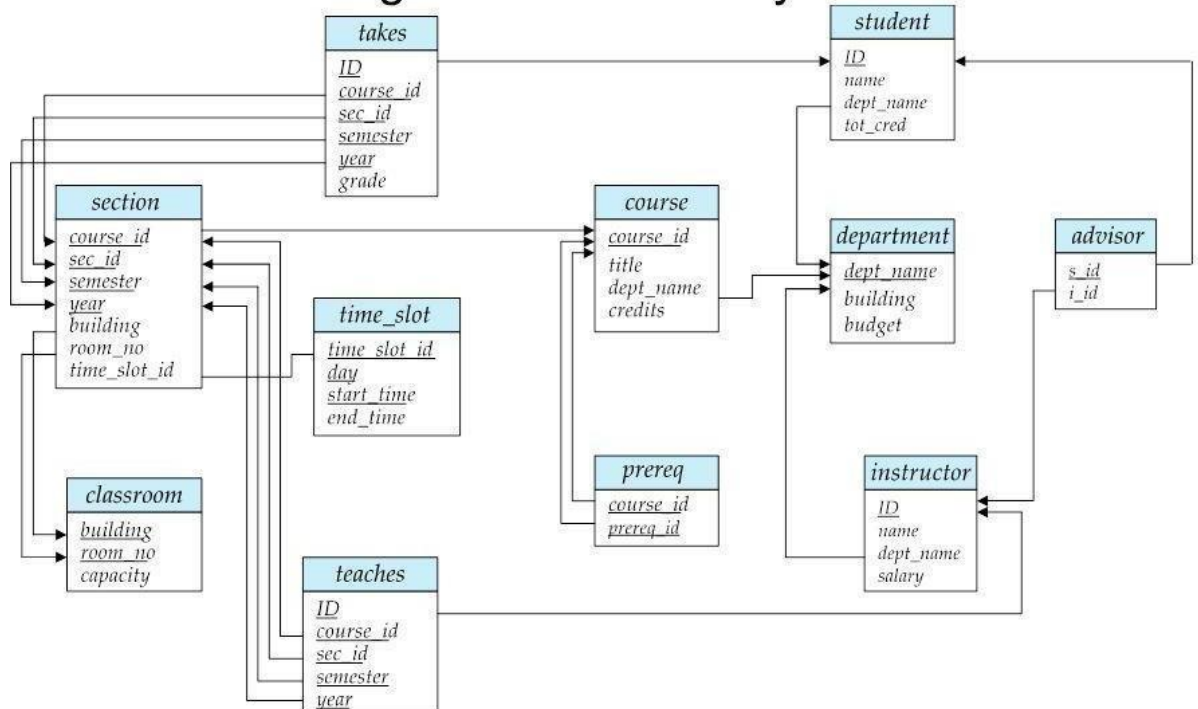 takes
ID
course_id
sec_id
semester
year
grade
student
ID
name
dept_name
tot_cred
section
course_id
sec_id
semester
year
building
room_no
time_slot_id
course
course_id
title
dept_name
credits
department
dept_name
building
budget
advisor
s_id
i_id
time_slot
time_slot_id
day
start_time
end_time
classroom
building
room_no
capacity
prereq
course_id
prereq_id
instructor
ID
name
dept_name
salary
teaches
ID
course_id
sec_id
semester
year